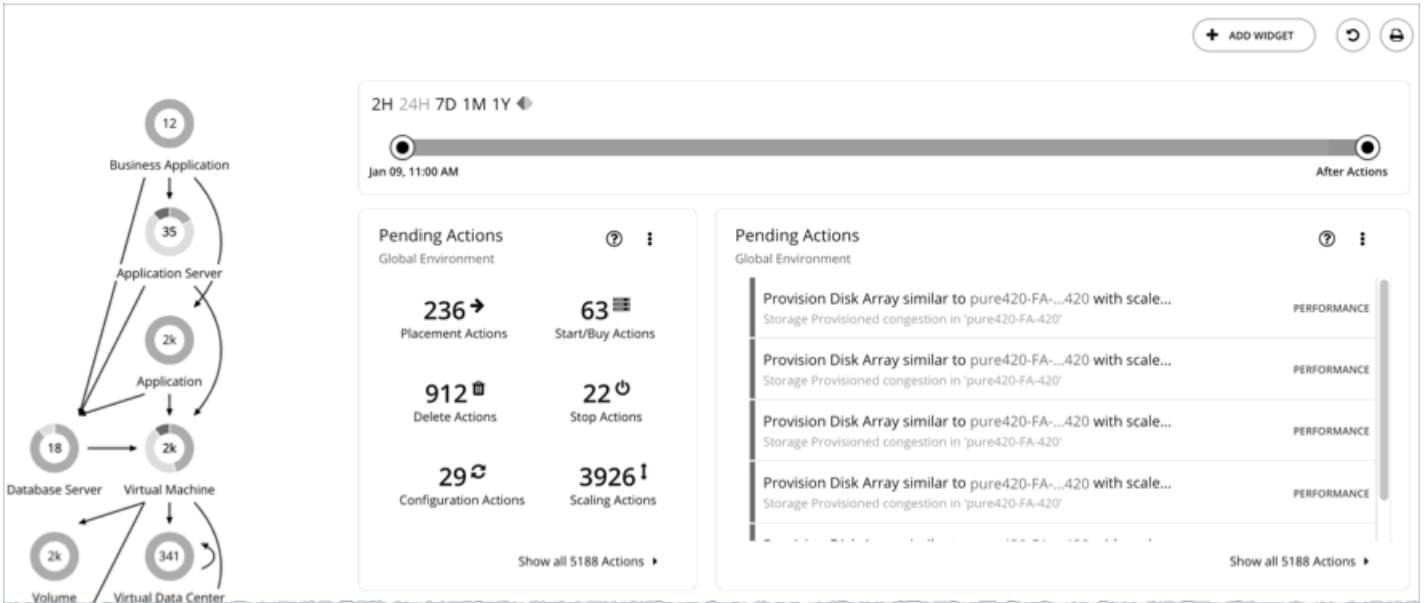 ADD WIDGET
12
Business Application
35
Application Server
2k
Application
18
Database Server
2k
Virtual Machine
2k
Volume
341
Virtual Data Center
2H 24H 7D 1M 1Y
Jan 09, 11:00 AM
After Actions
Pending Actions
Global Environment
236
Placement Actions
63
Start/Buy Actions
912
Delete Actions
22
Stop Actions
29
Configuration Actions
3926
Scaling Actions
Show all 5188 Actions
Pending Actions
Global Environment
Provision Disk Array similar to pure420-FA-...420 with scale...
Storage Provisioned congestion in 'pure420-FA-420'
PERFORMANCE
Provision Disk Array similar to pure420-FA-...420 with scale...
Storage Provisioned congestion in 'pure420-FA-420'
PERFORMANCE
Provision Disk Array similar to pure420-FA-...420 with scale...
Storage Provisioned congestion in 'pure420-FA-420'
PERFORMANCE
Provision Disk Array similar to pure420-FA-...420 with scale...
Storage Provisioned congestion in 'pure420-FA-420'
PERFORMANCE
Show all 5188 Actions